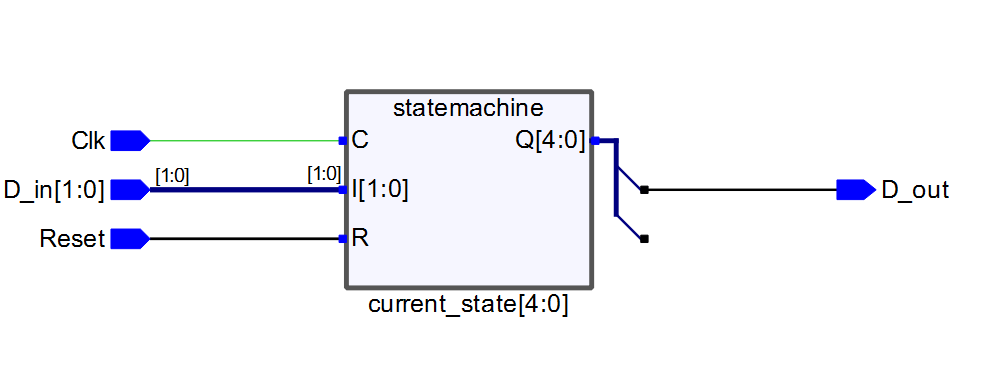 statemachine
Clk
C
Q[4:0]
D_in[1:0]
[1:0]
[1:0]
I[1:0]
D_out
Reset
R
current_state[4:0]